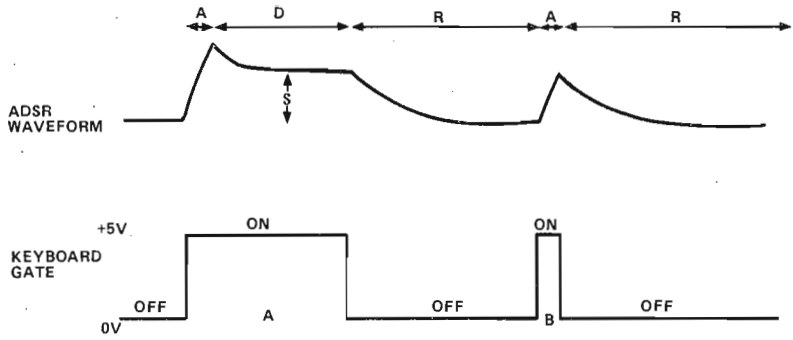 A D R A R
S
ADSR
WAVEFORM
+5V ON ON
KEYBOARD
GATE
OFF OFF OFF
0V A B